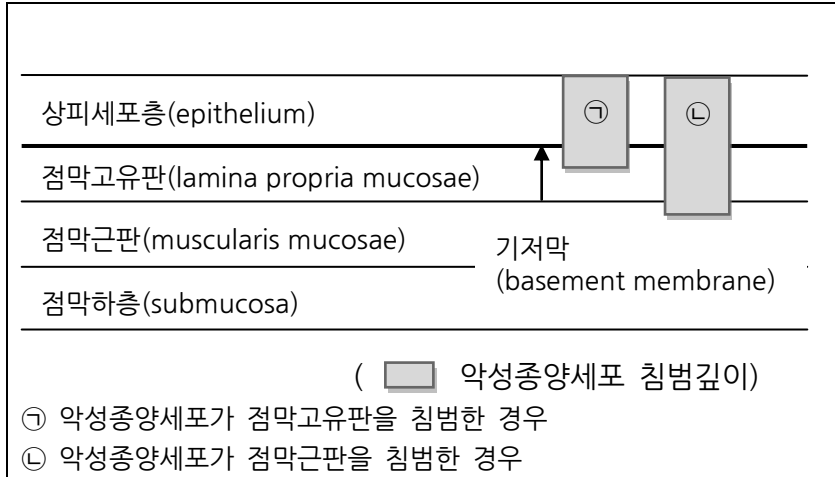 상피세포층(epithelium)
㉠
㉡
점막고유판(lamina propria mucosae)
점막근판(muscularis mucosae)
기저막
(basement membrane)
점막하층(submucosa)
( 악성종양세포 침범깊이)
㉠ 악성종양세포가 점막고유판을 침범한 경우
㉡ 악성종양세포가 점막근판을 침범한 경우